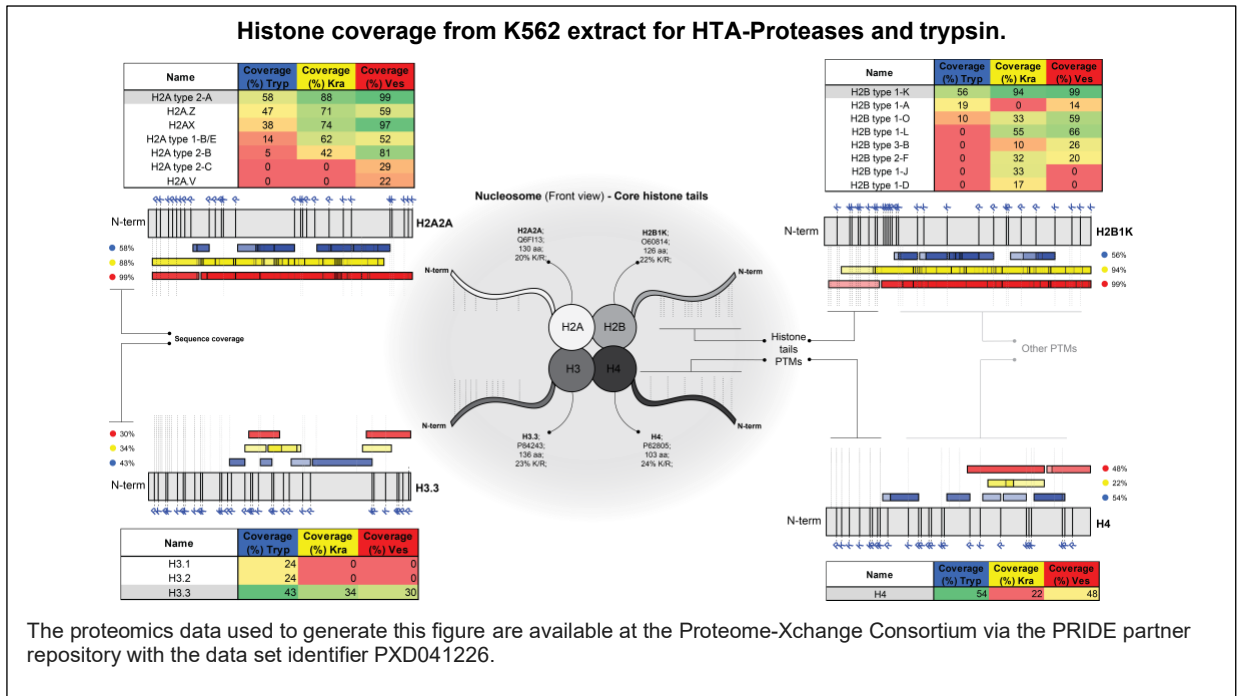 Histone coverage from K562 extract for HTA-Proteases and trypsin.
Name Coverage (%) Tryp Coverage (%) Kra Coverage (%) Ves
H2A type 2-A 58 88 99
H2A.Z 47 71 59
H2AX 38 74 97
H2A type 1-B/E 14 62 52
H2A type 2-B 5 42 81
H2A type 2-C 0 0 29
H2A.V 0 0 22
N-term H2A2A
58%
88%
99%
Sequence coverage
Name Coverage (%) Tryp Coverage (%) Kra Coverage (%) Ves
H2B type 1-K 56 94 99
H2B type 1-A 19 0 14
H2B type 1-O 10 33 59
H2B type 1-L 0 55 66
H2B type 3-B 0 10 26
H2B type 2-F 0 32 20
H2B type 1-J 0 33 0
H2B type 1-D 0 17 0
N-term H2B1K
56%
94%
99%
Nucleosome (Front view) - Core histone tails
H2A2A;
Q6FI13;
130 aa;
20% K/R;
H2B1K;
O60814;
126 aa;
22% K/R;
N-term
N-term
H2A H2B
H3 H4
Histone
tails
PTMs
Other PTMs
N-term
N-term
H3.3;
P84243;
136 aa;
23% K/R;
H4;
P62805;
103 aa;
24% K/R;
30%
34%
43%
N-term H3.3
Name Coverage (%) Tryp Coverage (%) Kra Coverage (%) Ves
H3.1 24 0 0
H3.2 24 0 0
H3.3 43 34 30
48%
22%
54%
N-term H4
Name Coverage (%) Tryp Coverage (%) Kra Coverage (%) Ves
H4 54 22 48
The proteomics data used to generate this figure are available at the Proteome-Xchange Consortium via the PRIDE partner
repository with the data set identifier PXD041226.